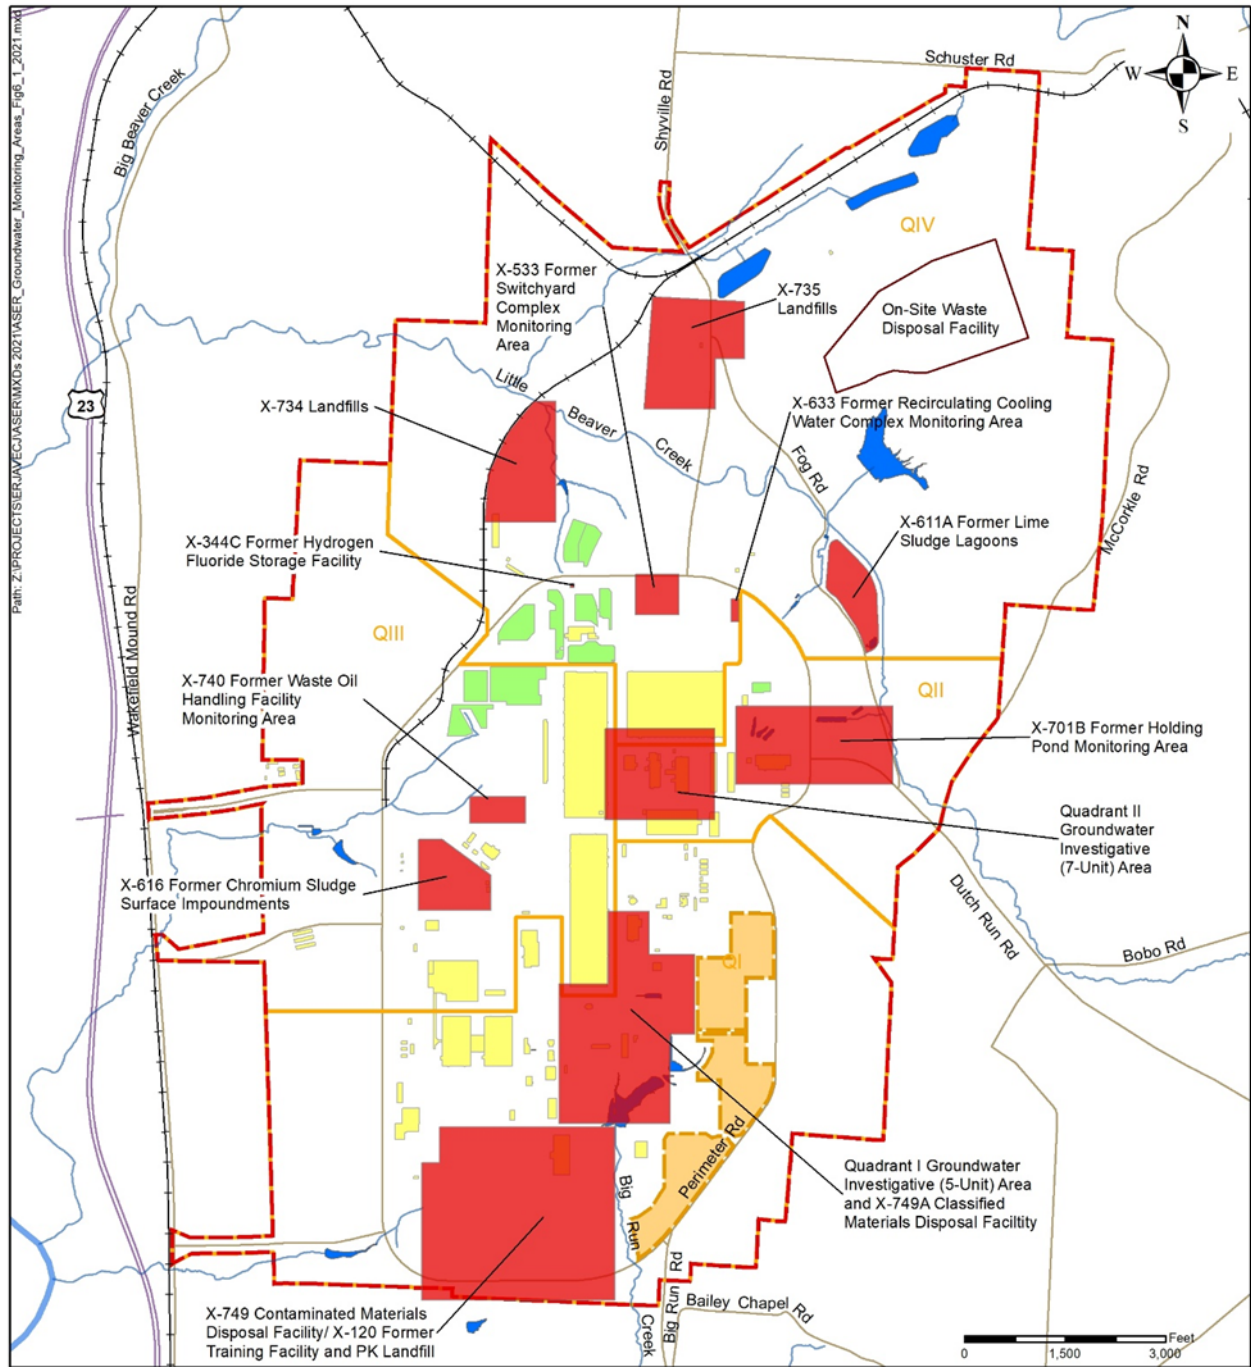 Path: Z:\PROJECTS\ERJAVECJ\ASER\MXDs 2021\ASER_Groundwater_Monitoring_Areas_Fig6_1_2021.mxd
N
W
E
S
Schuster Rd
Shyville Rd
Big Beaver Creek
QIV
X-533 Former
Switchyard
Complex
Monitoring
Area
X-735
Landfills
On-Site Waste
Disposal Facility
23
Little
Beaver
Creek
X-734 Landfills
X-633 Former Recirculating Cooling
Water Complex Monitoring Area
Fog Rd
McCorkle Rd
X-611A Former Lime
Sludge Lagoons
X-344C Former Hydrogen
Fluoride Storage Facility
Wakefield Mound Rd
QIII
QII
X-740 Former Waste Oil
Handling Facility
Monitoring Area
X-701B Former Holding
Pond Monitoring Area
Quadrant II
Groundwater
Investigative
(7-Unit) Area
X-616 Former Chromium Sludge
Surface Impoundments
Dutch Run Rd
Bobo Rd
QI
Perimeter Rd
Quadrant I Groundwater
Investigative (5-Unit) Area
and X-749A Classified
Materials Disposal Faciltity
Big
Run
Creek
Big Run Rd
Bailey Chapel Rd
X-749 Contaminated Materials
Disposal Facility/ X-120 Former
Training Facility and PK Landfill
Feet
0
1,500
3,000